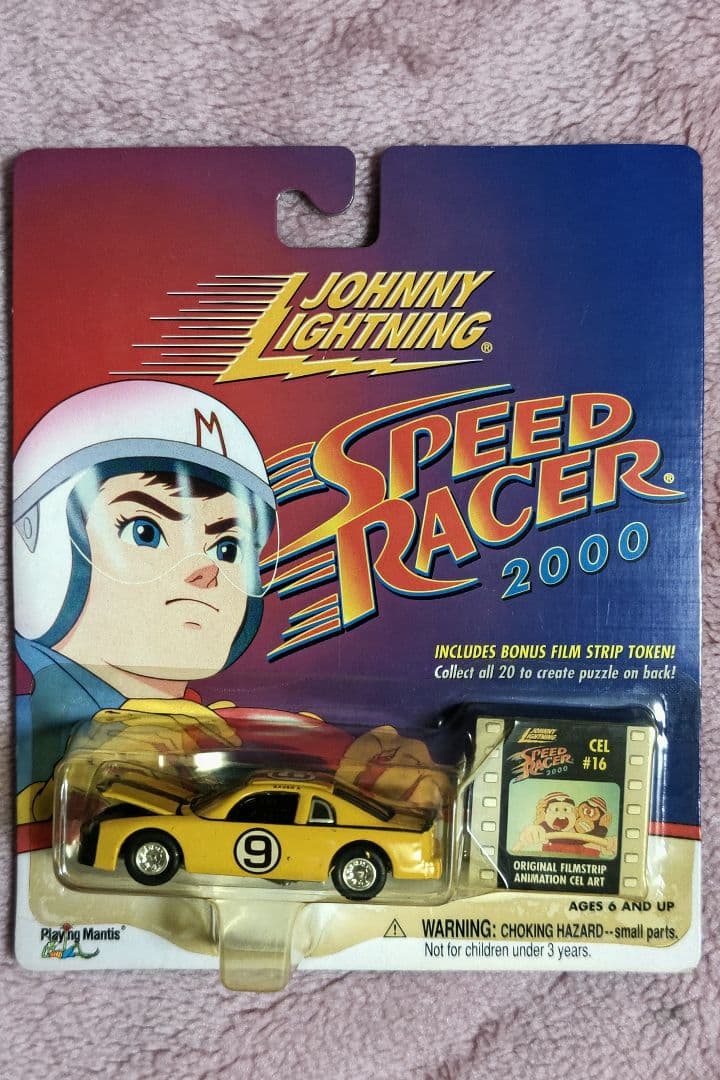 JOHNNY
LIGHTNING®
M
SPEED
RACER®
2000
INCLUDES BONUS FILM STRIP TOKEN!
Collect all 20 to create puzzle on back!
JOHNNY
LIGHTNING
SPEED
RACER
2000
CEL
#16
RACER X
9
ORIGINAL FILMSTRIP
ANIMATION CEL ART
AGES 6 AND UP
Playing Mantis®
WARNING: CHOKING HAZARD--small parts.
Not for children under 3 years.